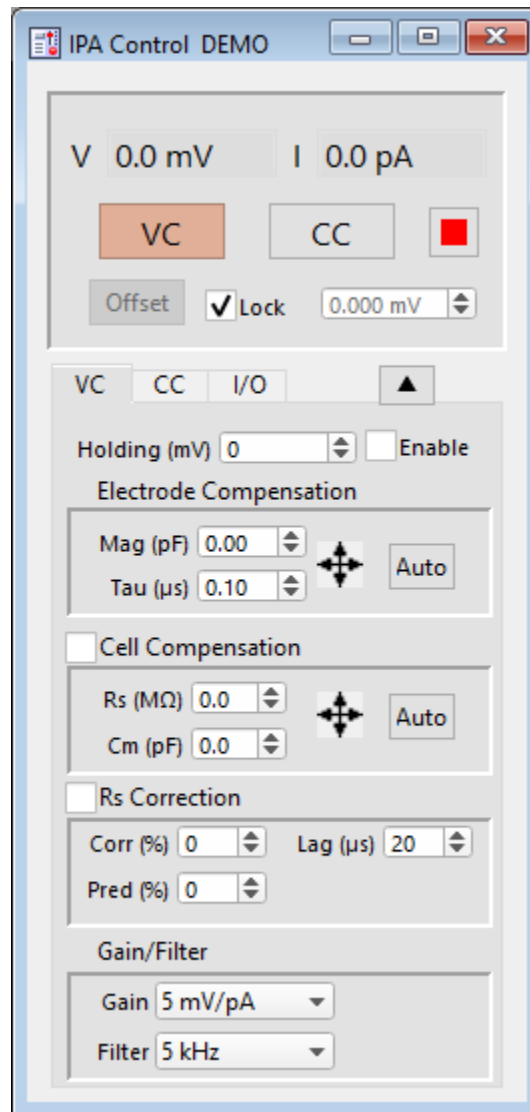 IPA Control DEMO
V 0.0 mV I 0.0 pA
VC CC
Offset Lock 0.000 mV
VC CC I/O
Holding (mV) 0 Enable
Electrode Compensation
Mag (pF) 0.00
Tau (µs) 0.10
Auto
Cell Compensation
Rs (MΩ) 0.0
Cm (pF) 0.0
Auto
Rs Correction
Corr (%) 0 Lag (µs) 20
Pred (%) 0
Gain/Filter
Gain 5 mV/pA
Filter 5 kHz